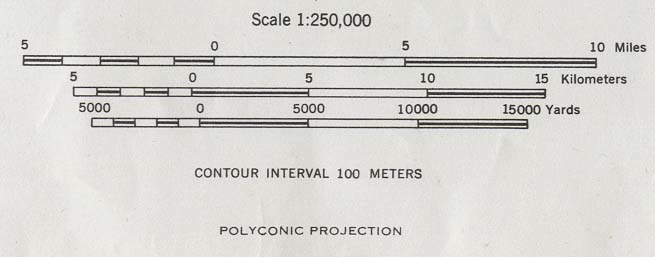 Scale 1:250,000
5 0 5 10 Miles
5 0 5 10 15 Kilometers
5000 0 5000 10000 15000 Yards
CONTOUR INTERVAL 100 METERS
POLYCONIC PROJECTION